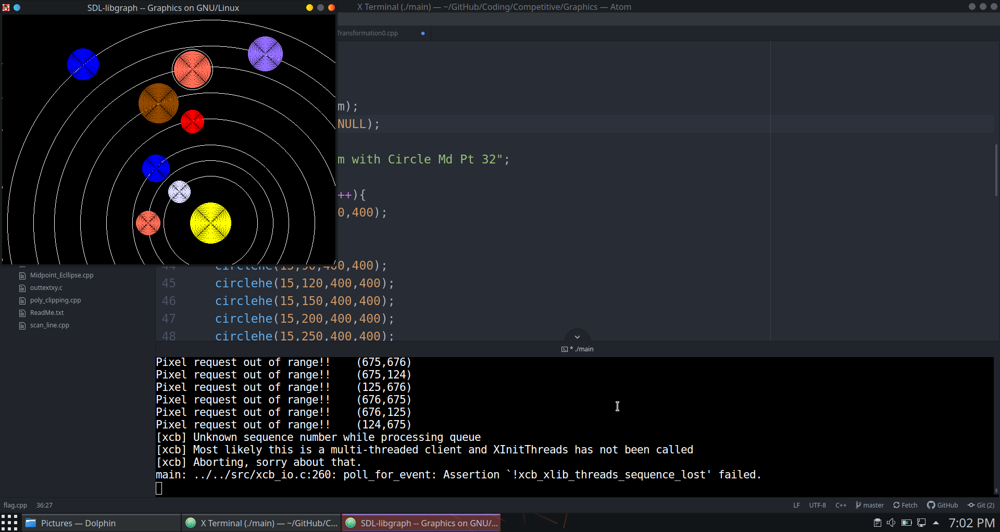 SDL-libgraph -- Graphics on GNU/Linux
X Terminal (./main) — ~/GitHub/Coding/Competitive/Graphics — Atom
Transformation0.cpp
m);
NULL);
m with Circle Md Pt 32";
++){
0,400);
44 circlehe(15,90,400,400);
45 circlehe(15,120,400,400);
46 circlehe(15,150,400,400);
47 circlehe(15,200,400,400);
48 circlehe(15,250,400,400);
Midpoint_Ecllipse.cpp
outtextxy.c
poly_clipping.cpp
ReadMe.txt
scan_line.cpp
* ./main
Pixel request out of range!! (675,676)
Pixel request out of range!! (675,124)
Pixel request out of range!! (125,676)
Pixel request out of range!! (676,675)
Pixel request out of range!! (676,125)
Pixel request out of range!! (124,675)
[xcb] Unknown sequence number while processing queue
[xcb] Most likely this is a multi-threaded client and XInitThreads has not been called
[xcb] Aborting, sorry about that.
main: ../../src/xcb_io.c:260: poll_for_event: Assertion `!xcb_xlib_threads_sequence_lost' failed.
flag.cpp 36:27
LF UTF-8 C++ master Fetch GitHub Git (2)
Pictures — Dolphin
X Terminal (./main) — ~/GitHub/C...
SDL-libgraph -- Graphics on GNU/...
7:02 PM